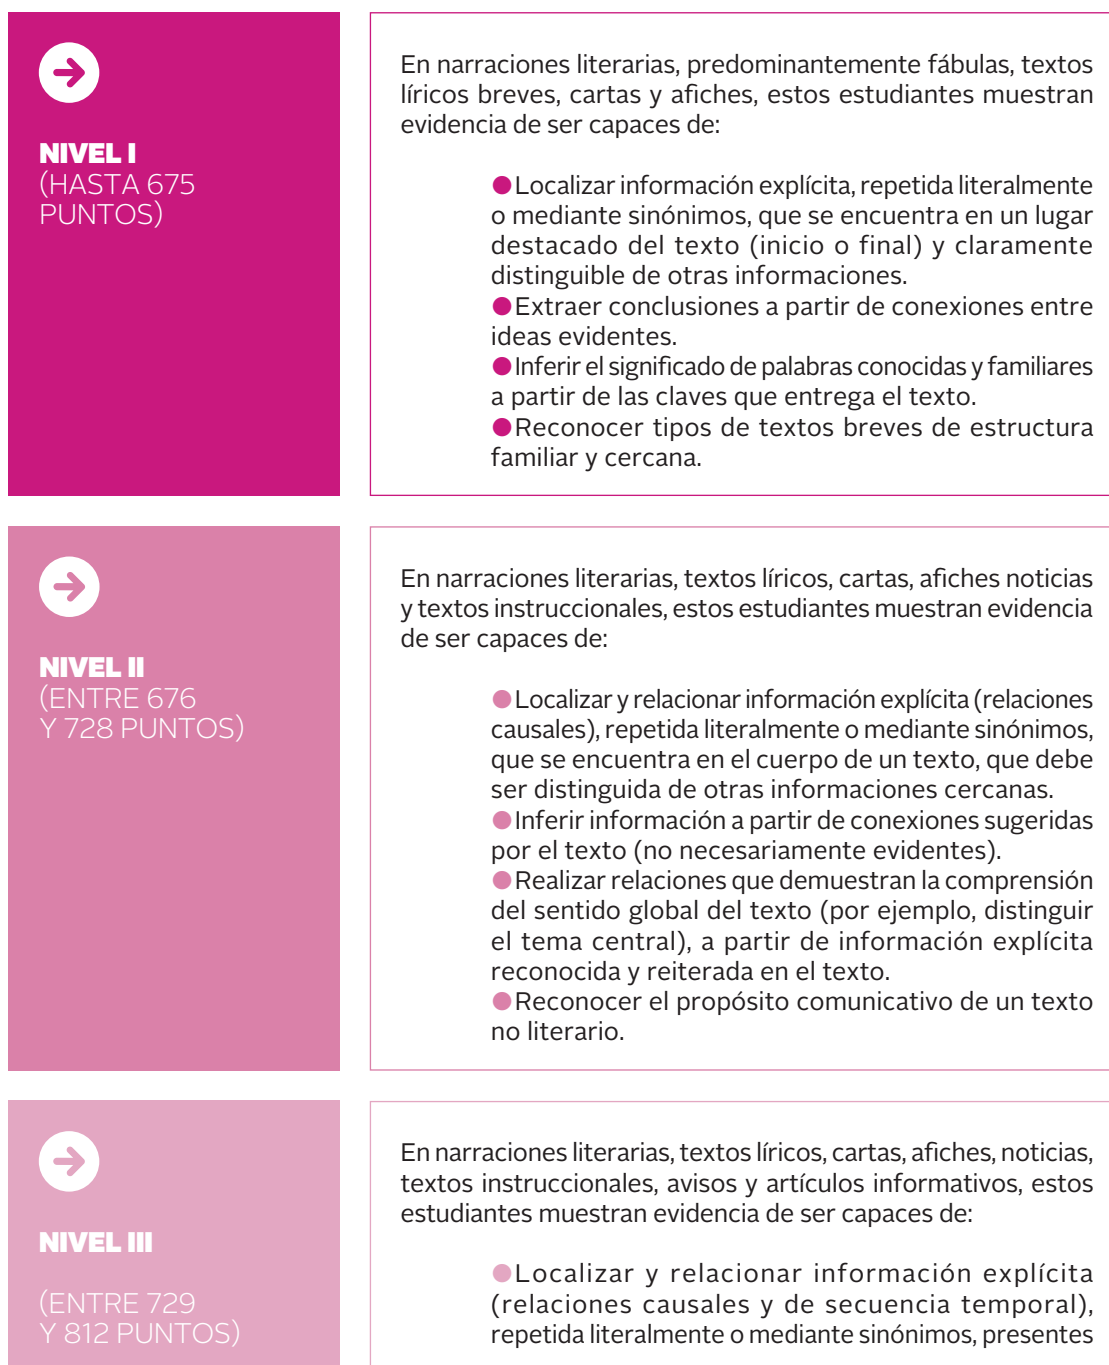 NIVEL I
(HASTA 675
PUNTOS)
En narraciones literarias, predominantemente fábulas, textos
líricos breves, cartas y afiches, estos estudiantes muestran
evidencia de ser capaces de:
●Localizar información explícita, repetida literalmente
o mediante sinónimos, que se encuentra en un lugar
destacado del texto (inicio o final) y claramente
distinguible de otras informaciones.
●Extraer conclusiones a partir de conexiones entre
ideas evidentes.
●Inferir el significado de palabras conocidas y familiares
a partir de las claves que entrega el texto.
●Reconocer tipos de textos breves de estructura
familiar y cercana.
NIVEL II
(ENTRE 676
Y 728 PUNTOS)
En narraciones literarias, textos líricos, cartas, afiches noticias
y textos instruccionales, estos estudiantes muestran evidencia
de ser capaces de:
●Localizar y relacionar información explícita (relaciones
causales), repetida literalmente o mediante sinónimos,
que se encuentra en el cuerpo de un texto, que debe
ser distinguida de otras informaciones cercanas.
●Inferir información a partir de conexiones sugeridas
por el texto (no necesariamente evidentes).
●Realizar relaciones que demuestran la comprensión
del sentido global del texto (por ejemplo, distinguir
el tema central), a partir de información explícita
reconocida y reiterada en el texto.
●Reconocer el propósito comunicativo de un texto
no literario.
NIVEL III
(ENTRE 729
Y 812 PUNTOS)
En narraciones literarias, textos líricos, cartas, afiches, noticias,
textos instruccionales, avisos y artículos informativos, estos
estudiantes muestran evidencia de ser capaces de:
●Localizar y relacionar información explícita
(relaciones causales y de secuencia temporal),
repetida literalmente o mediante sinónimos, presentes